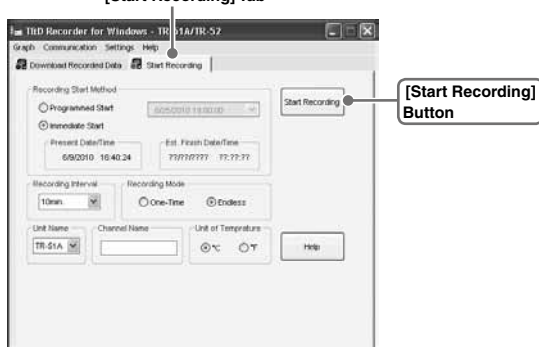 [Start Recording] Tab
TR-51A/TR-52
Graph Communication Settings Help
Download Recorded Data Start Recording
Recording Start Method
Programmed Start
Immediate Start
Start Recording
[Start Recording]
Button
Present Date/Time Est. Finish Date/Time
6/9/2010 16:40:24 ??/??/???? ??:??:??
Recording Interval Recording Mode
10min. One-Time Endless
Unit Name Channel Name Unit of Temprature
TR-51A ℃ ℉ Help